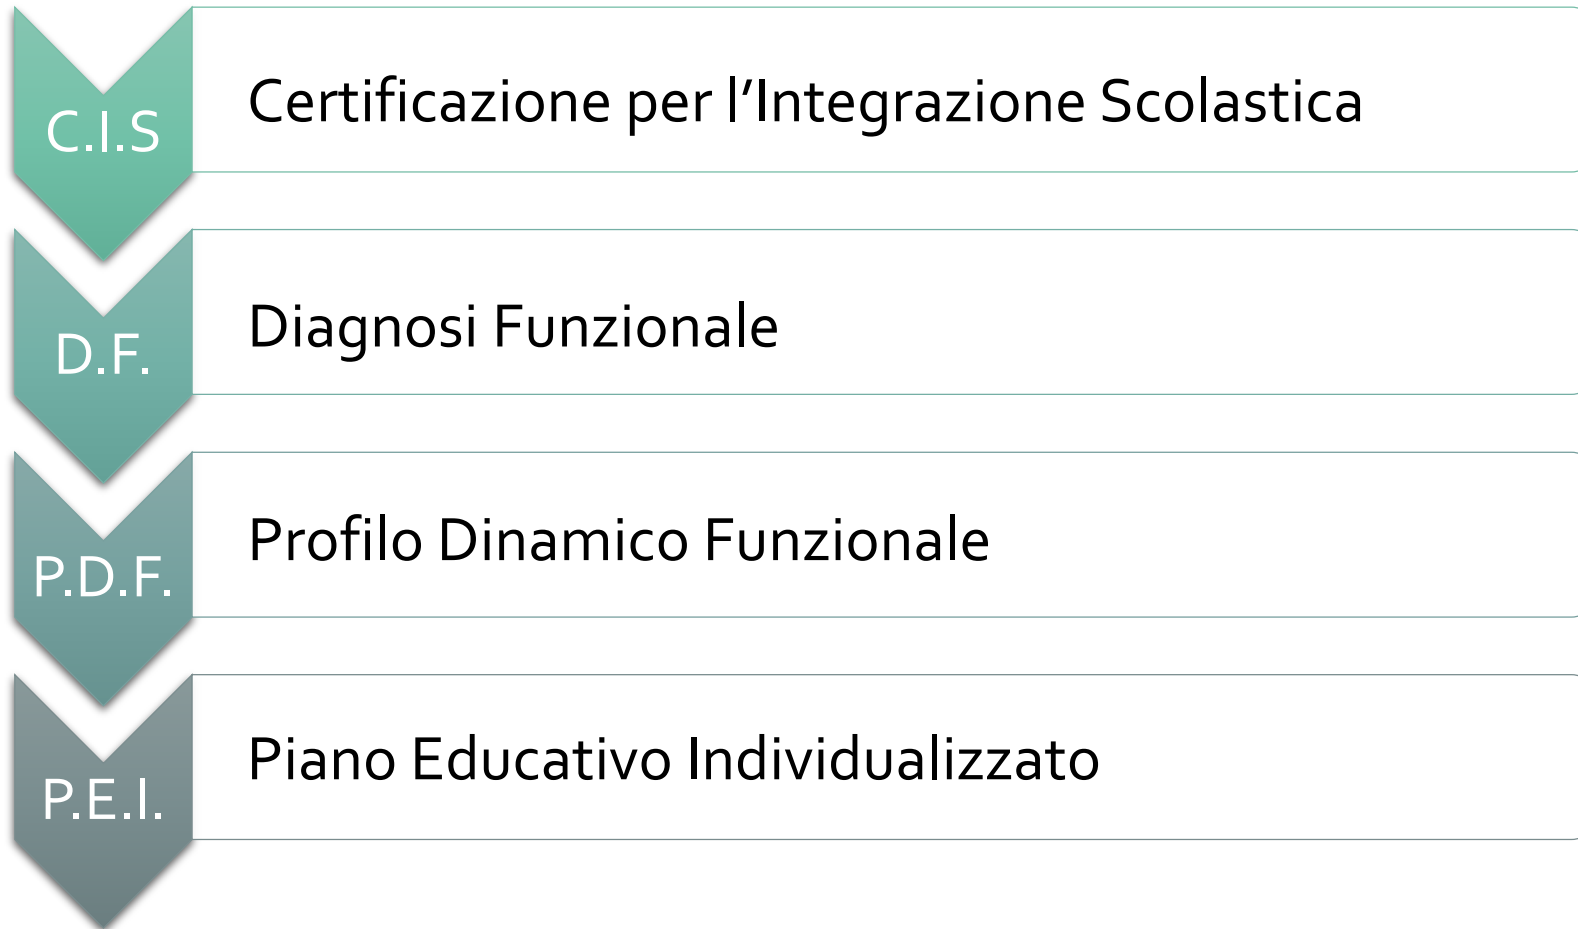 C.I.S
Certificazione per l’Integrazione Scolastica
D.F.
Diagnosi Funzionale
P.D.F.
Profilo Dinamico Funzionale
P.E.I.
Piano Educativo Individualizzato